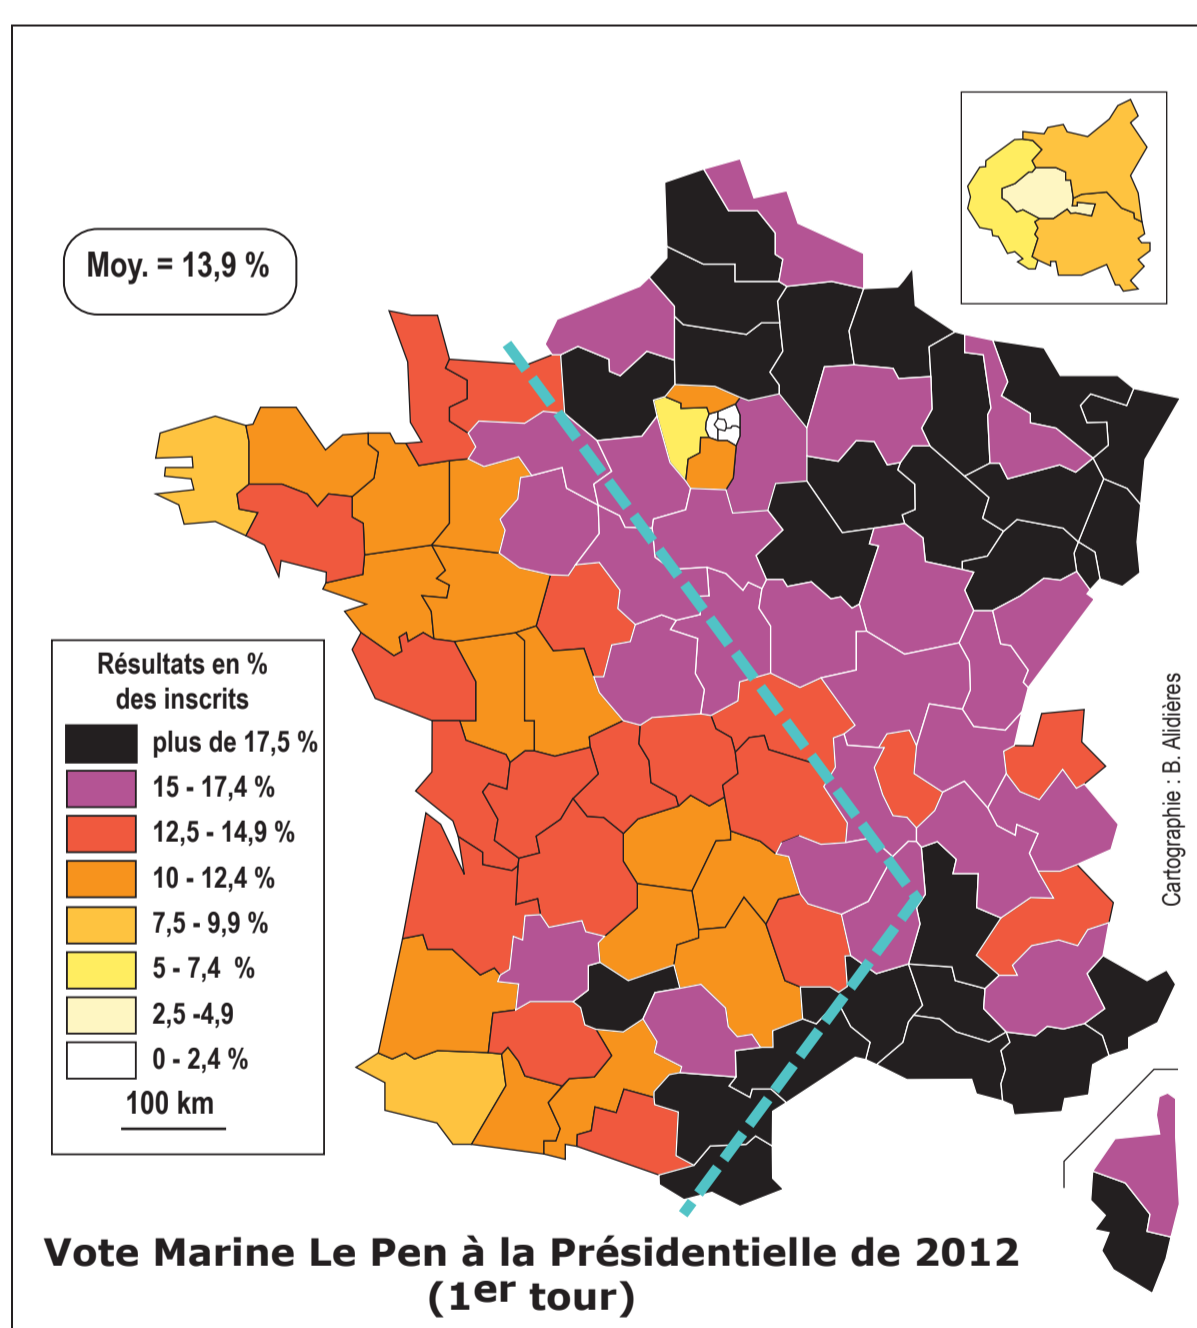 Moy. = 13,9 %
Résultats en %
des inscrits
plus de 17,5 %
15 - 17,4 %
12,5 - 14,9 %
10 - 12,4 %
7,5 - 9,9 %
5 - 7,4 %
2,5 -4,9
0 - 2,4 %
100 km
Cartographie : B. Alidières
Vote Marine Le Pen à la Présidentielle de 2012
(1er tour)